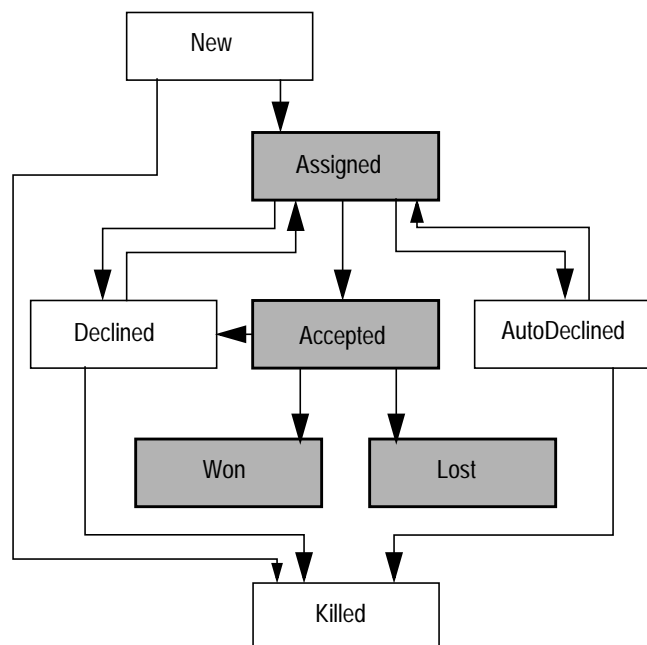 New
Assigned
Declined
Accepted
AutoDeclined
Won
Lost
Killed